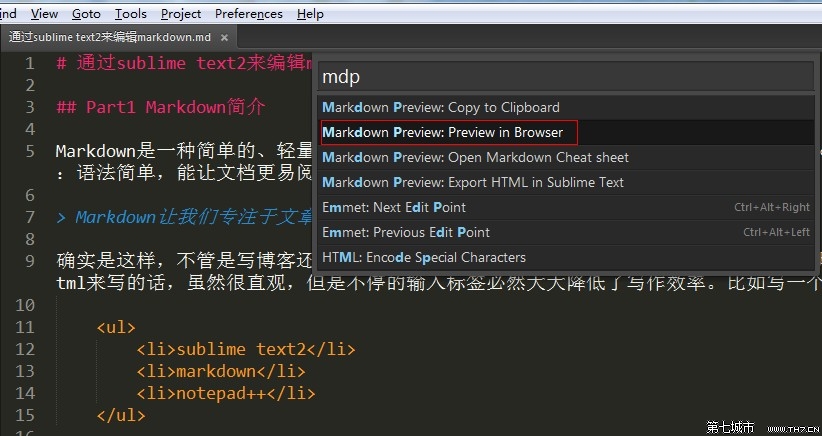 ind View Goto Tools Project Preferences Help
通过sublime text2来编辑markdown.md ×
mdp
Markdown Preview: Copy to Clipboard
Markdown Preview: Preview in Browser
Markdown Preview: Open Markdown Cheat sheet
Markdown Preview: Export HTML in Sublime Text
Emmet: Next Edit Point Ctrl+Alt+Right
Emmet: Previous Edit Point Ctrl+Alt+Left
HTML: Encode Special Characters
1 # 通过sublime text2来编辑m
2
3 ## Part1 Markdown简介
4
5 Markdown是一种简单的、轻量
：语法简单，能让文档更易阅
6
7 > Markdown让我们专注于文章
8
9 确实是这样，不管是写博客还
tml来写的话，虽然很直观，但是不停的输入标签必然大大降低了写作效率。比如写一个
10
11 <ul>
12 <li>sublime text2</li>
13 <li>markdown</li>
14 <li>notepad++</li>
15 </ul>
16
第七城市 www.TH7.CN